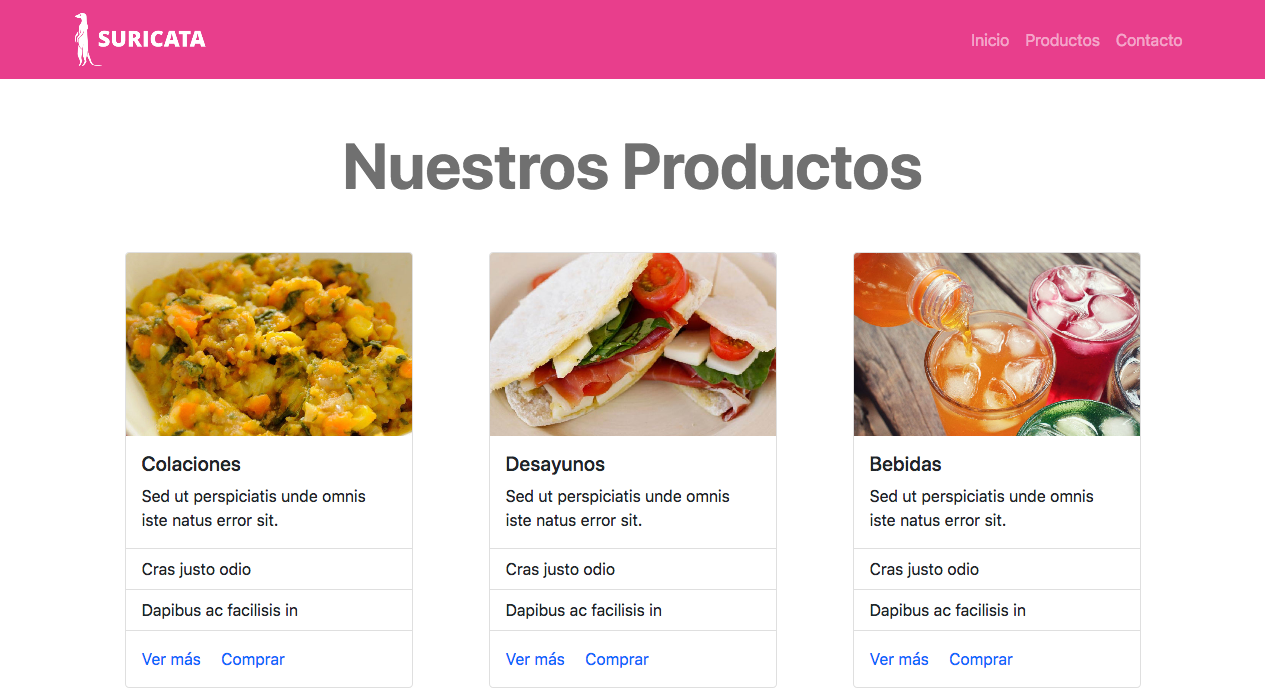 SURICATA
Inicio Productos Contacto
Nuestros Productos
Colaciones
Sed ut perspiciatis unde omnis
iste natus error sit.
Cras justo odio
Dapibus ac facilisis in
Ver más Comprar
Desayunos
Sed ut perspiciatis unde omnis
iste natus error sit.
Cras justo odio
Dapibus ac facilisis in
Ver más Comprar
Bebidas
Sed ut perspiciatis unde omnis
iste natus error sit.
Cras justo odio
Dapibus ac facilisis in
Ver más Comprar